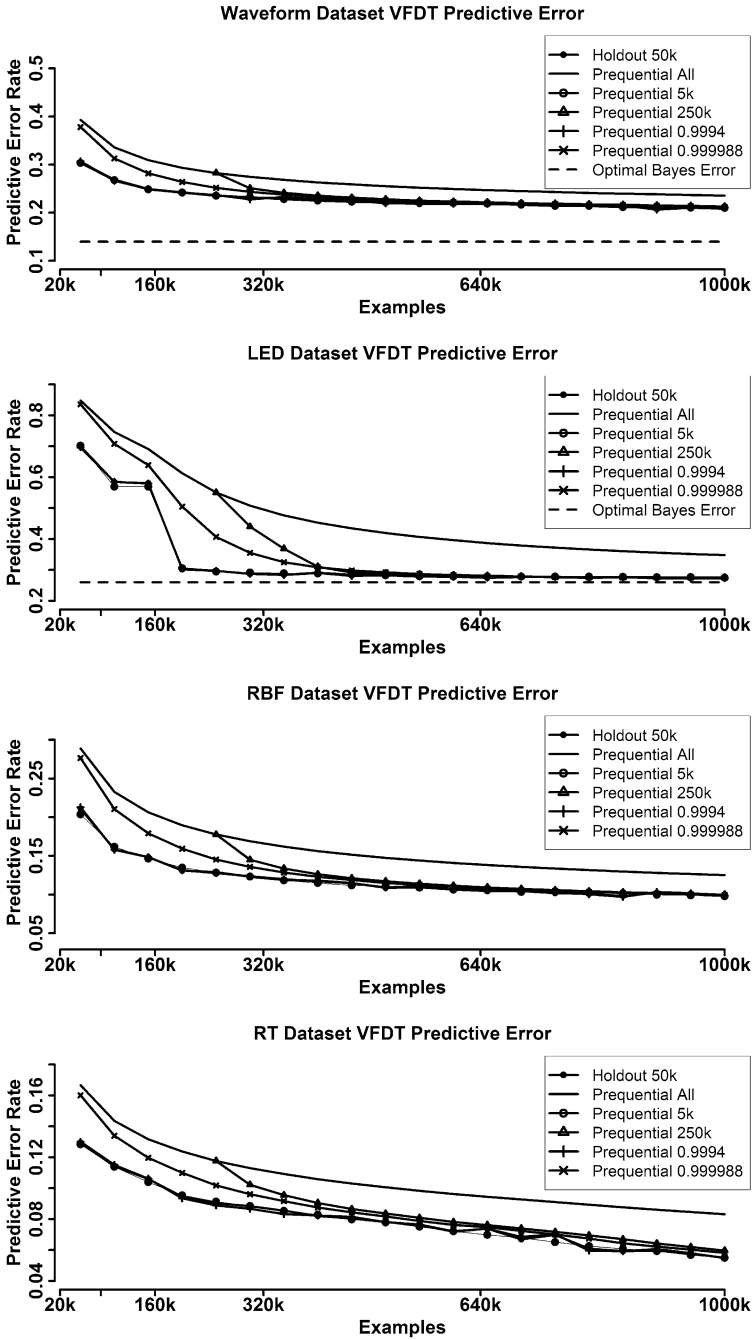 Waveform Dataset VFDT Predictive Error
Predictive Error Rate
0.5
0.4
0.3
0.2
0.1
Holdout 50k
Prequential All
Prequential 5k
Prequential 250k
Prequential 0.9994
Prequential 0.999988
Optimal Bayes Error
20k 160k 320k 640k 1000k
Examples
LED Dataset VFDT Predictive Error
Predictive Error Rate
0.8
0.6
0.4
0.2
Holdout 50k
Prequential All
Prequential 5k
Prequential 250k
Prequential 0.9994
Prequential 0.999988
Optimal Bayes Error
20k 160k 320k 640k 1000k
Examples
RBF Dataset VFDT Predictive Error
Predictive Error Rate
0.25
0.15
0.05
Holdout 50k
Prequential All
Prequential 5k
Prequential 250k
Prequential 0.9994
Prequential 0.999988
20k 160k 320k 640k 1000k
Examples
RT Dataset VFDT Predictive Error
Predictive Error Rate
0.16
0.12
0.08
0.04
Holdout 50k
Prequential All
Prequential 5k
Prequential 250k
Prequential 0.9994
Prequential 0.999988
20k 160k 320k 640k 1000k
Examples